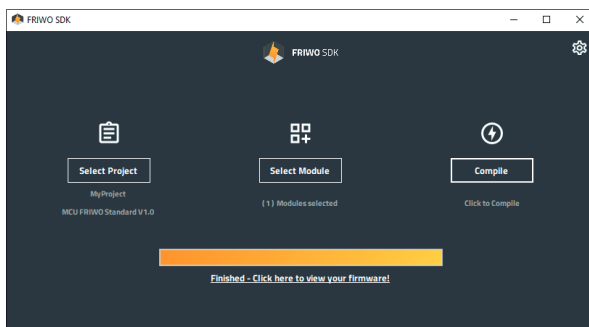 FRIWO SDK
FRIWO SDK
Select Project
Select Module
Compile
MyProject
MCU FRIWO Standard V1.0
(1) Modules selected
Click to Compile
Finished - Click here to view your firmware!